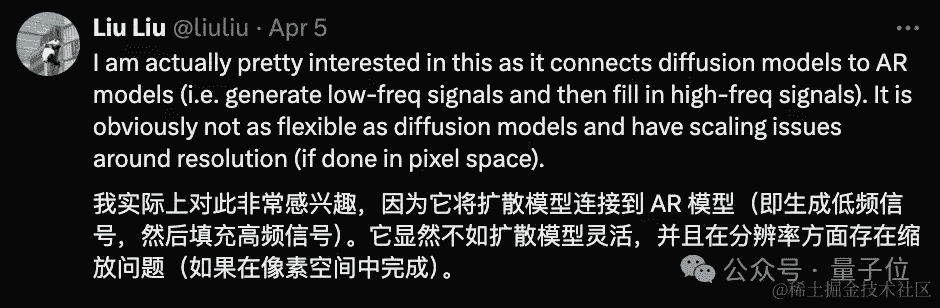 Liu Liu @liuliu · Apr 5
I am actually pretty interested in this as it connects diffusion models to AR
models (i.e. generate low-freq signals and then fill in high-freq signals). It is
obviously not as flexible as diffusion models and have scaling issues
around resolution (if done in pixel space).
我实际上对此非常感兴趣，因为它将扩散模型连接到 AR 模型（即生成低频信
号，然后填充高频信号）。它显然不如扩散模型灵活，并且在分辨率方面存在缩
放问题（如果在像素空间中完成）。
公众号 · 量子位
@稀土掘金技术社区